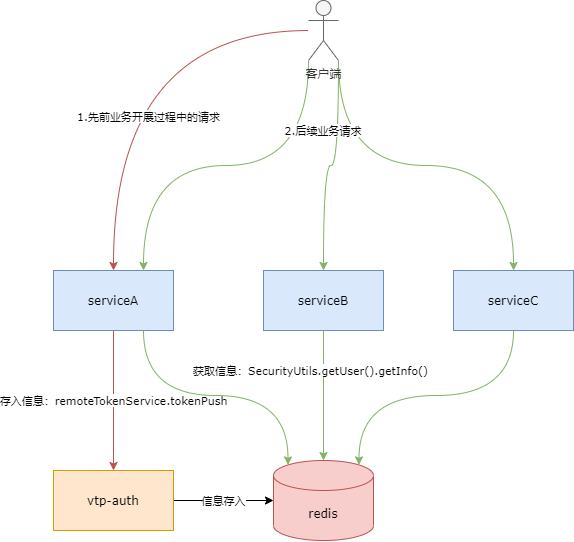 客户端
1.先前业务开展过程中的请求
2.后续业务请求
serviceA
serviceB
serviceC
获取信息：SecurityUtils.getUser().getInfo()
存入信息：remoteTokenService.tokenPush
vtp-auth
信息存入
redis